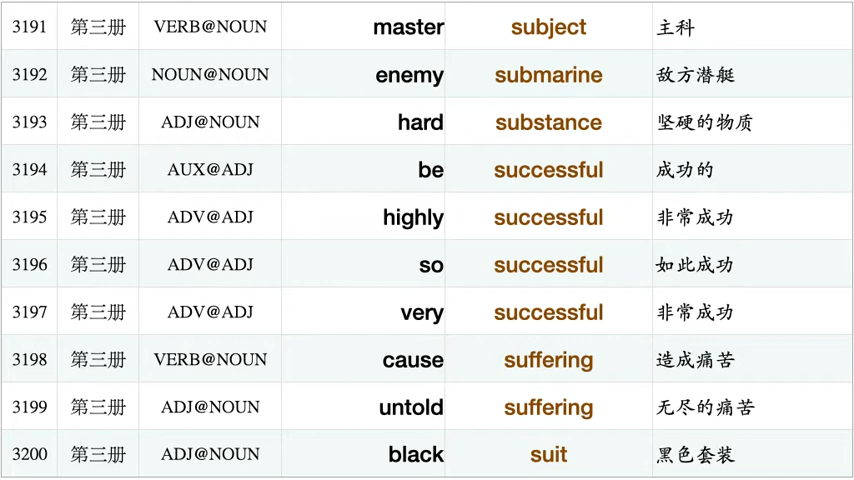 3191 第三册 VERB@NOUN master subject 主科
3192 第三册 NOUN@NOUN enemy submarine 敌方潜艇
3193 第三册 ADJ@NOUN hard substance 坚硬的物质
3194 第三册 AUX@ADJ be successful 成功的
3195 第三册 ADV@ADJ highly successful 非常成功
3196 第三册 ADV@ADJ so successful 如此成功
3197 第三册 ADV@ADJ very successful 非常成功
3198 第三册 VERB@NOUN cause suffering 造成痛苦
3199 第三册 ADJ@NOUN untold suffering 无尽的痛苦
3200 第三册 ADJ@NOUN black suit 黑色套装